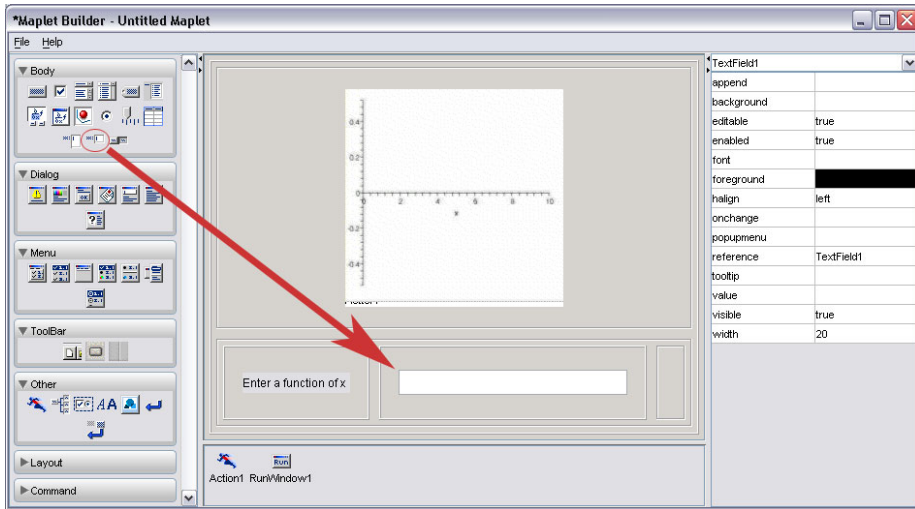 *Maplet Builder - Untitled Maplet
File Help
Body
Dialog
Menu
ToolBar
Other
Layout
Command
0.4
0.2
0
-0.2
-0.4
0 2 4 6 8 10
x
Enter a function of x
Action1 RunWindow1
Run
TextField1
append
background
editable true
enabled true
font
foreground
halign left
onchange
popupmenu
reference TextField1
tooltip
value
visible true
width 20